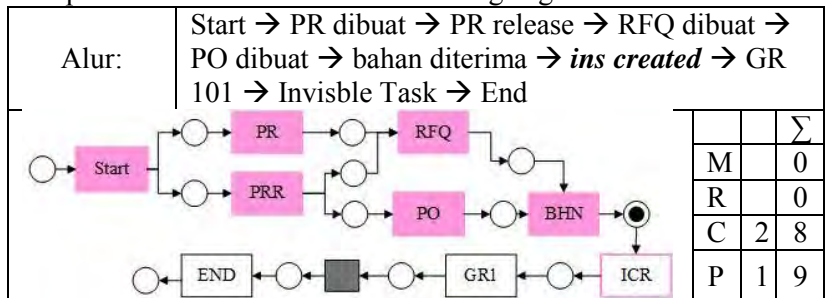 Alur:
Start → PR dibuat → PR release → RFQ dibuat →
PO dibuat → bahan diterima → ins created → GR
101 → Invisble Task → End
Start
PR
RFQ
PRR
PO
BHN
END
GR1
ICR
∑
M 0
R 0
C 2 8
P 1 9